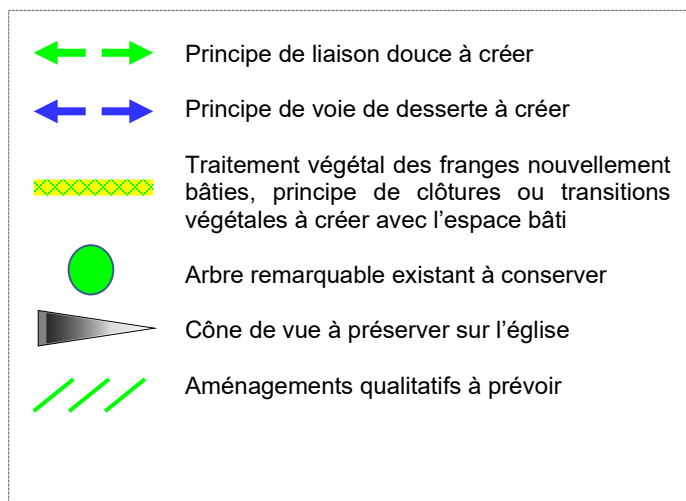 Principe de liaison douce à créer
Principe de voie de desserte à créer
Traitement végétal des franges nouvellement
bâties, principe de clôtures ou transitions
végétales à créer avec l'espace bâti
Arbre remarquable existant à conserver
Cône de vue à préserver sur l'église
Aménagements qualitatifs à prévoir